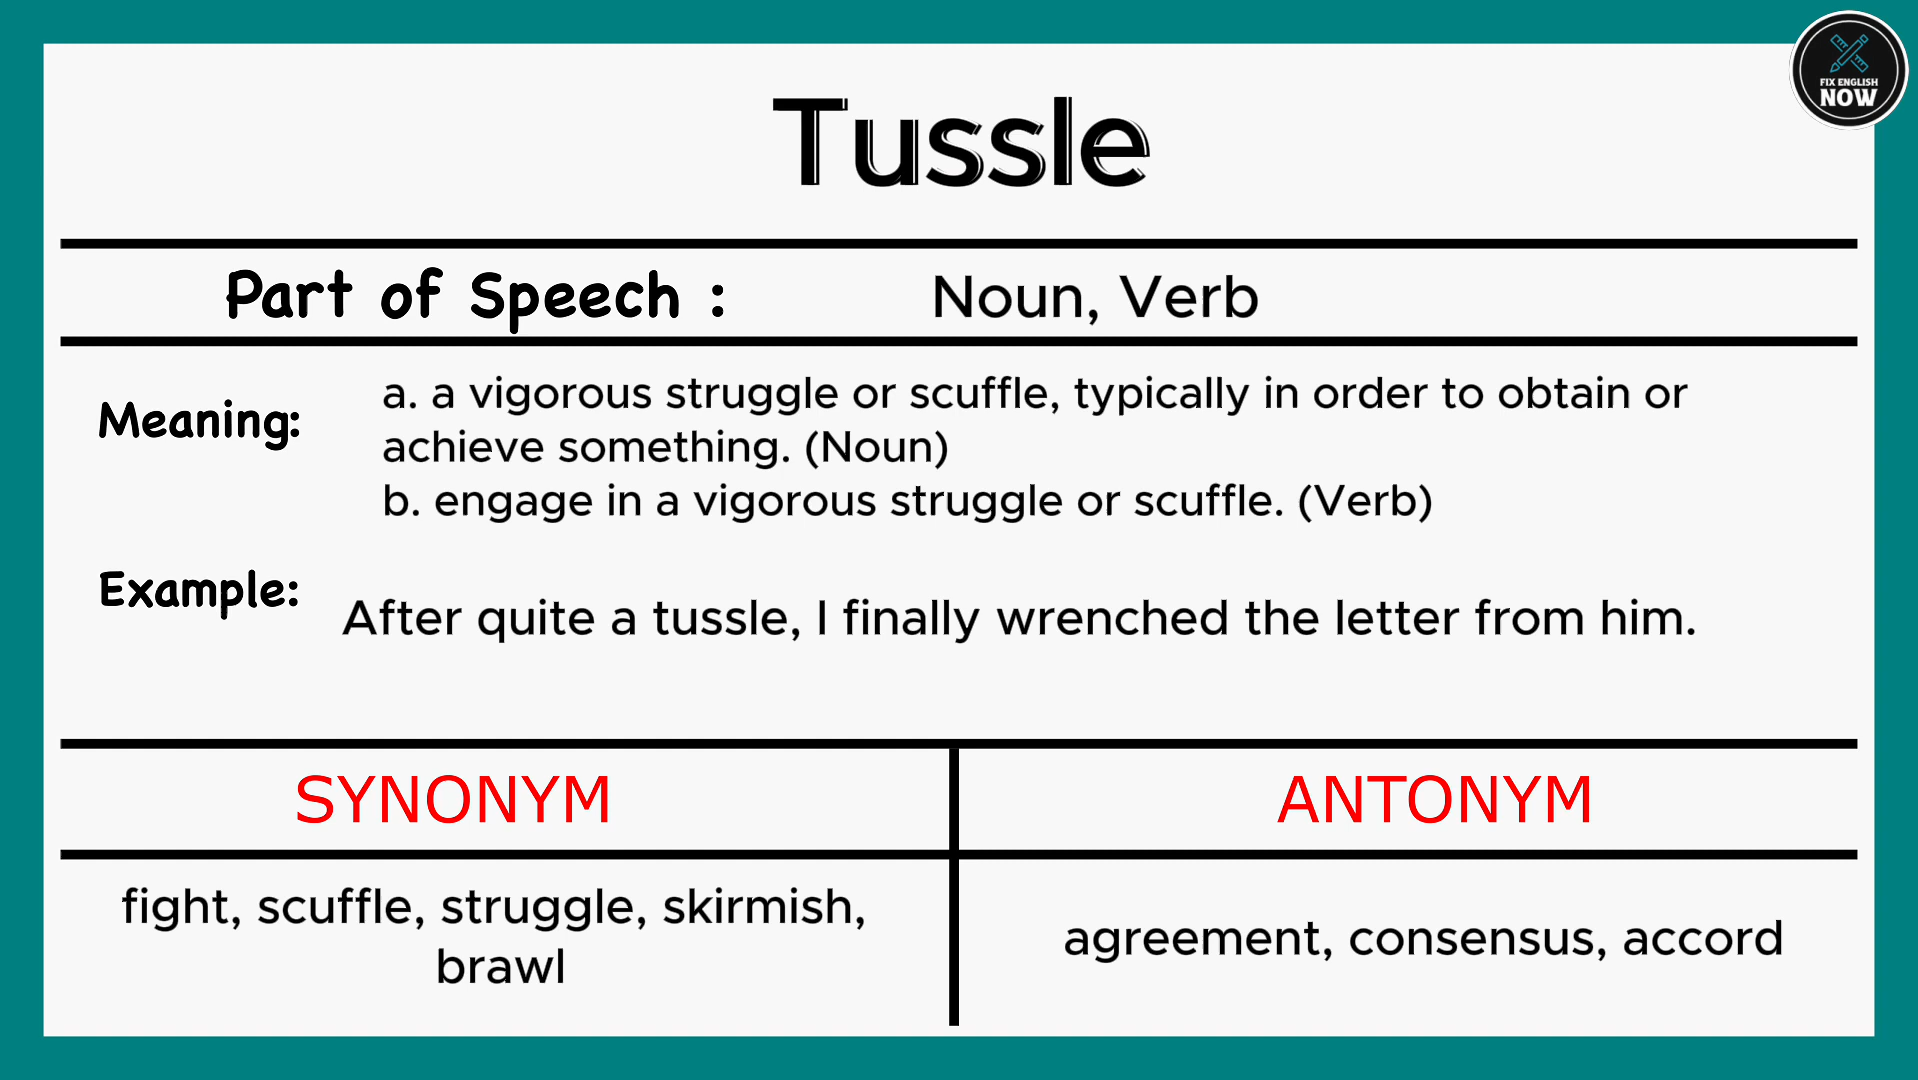 FIX ENGLISH
NOW
Tussle
Part of Speech : Noun, Verb
Meaning: a. a vigorous struggle or scuffle, typically in order to obtain or
achieve something. (Noun)
b. engage in a vigorous struggle or scuffle. (Verb)
Example: After quite a tussle, I finally wrenched the letter from him.
SYNONYM
ANTONYM
fight, scuffle, struggle, skirmish,
brawl
agreement, consensus, accord